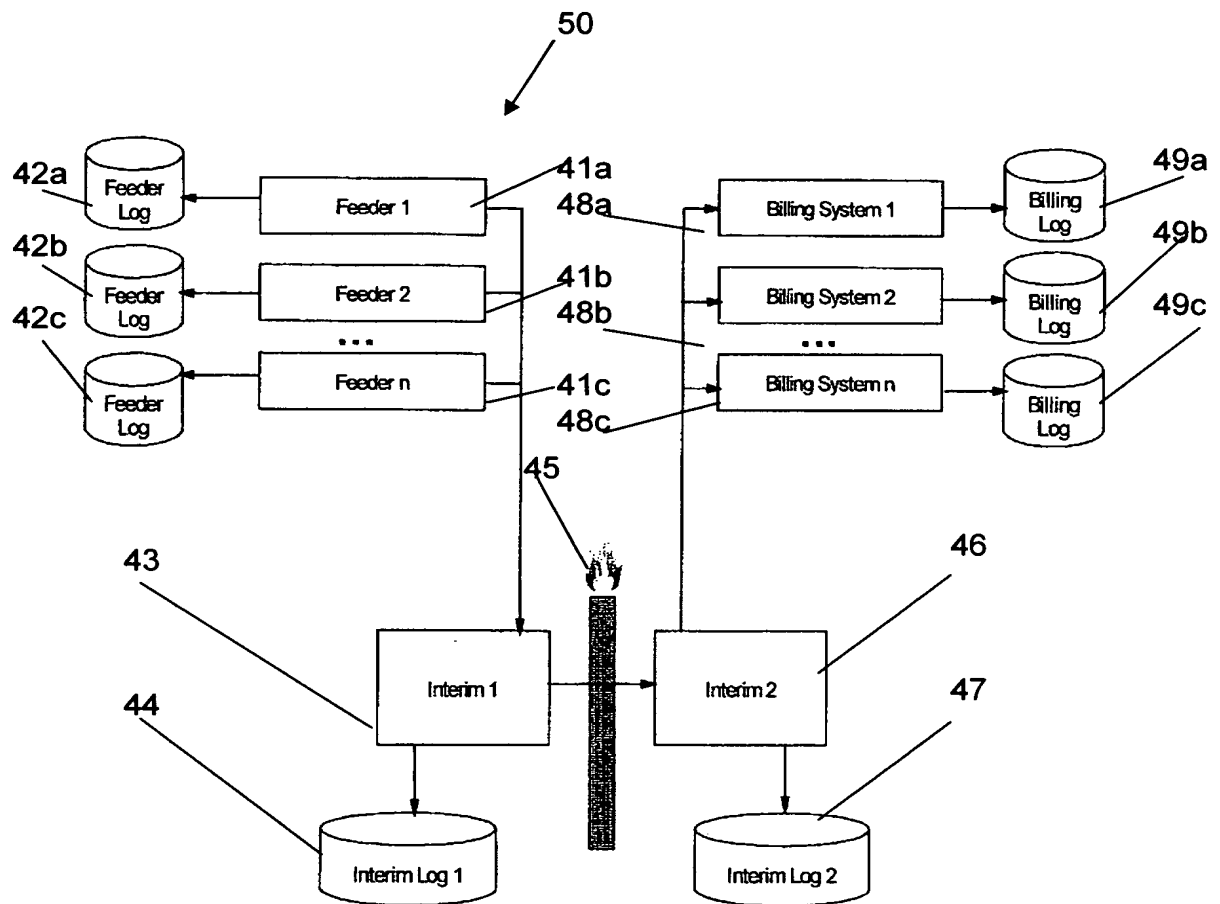 50
42a
Feeder
Log
Feeder 1
41a
48a
Billing System 1
Billing
Log
49a
42b
Feeder
Log
Feeder 2
41b
48b
Billing System 2
Billing
Log
49b
...
...
42c
Feeder
Log
Feeder n
41c
48c
Billing System n
Billing
Log
49c
45
43
Interim 1
Interim 2
46
44
Interim Log 1
Interim Log 2
47